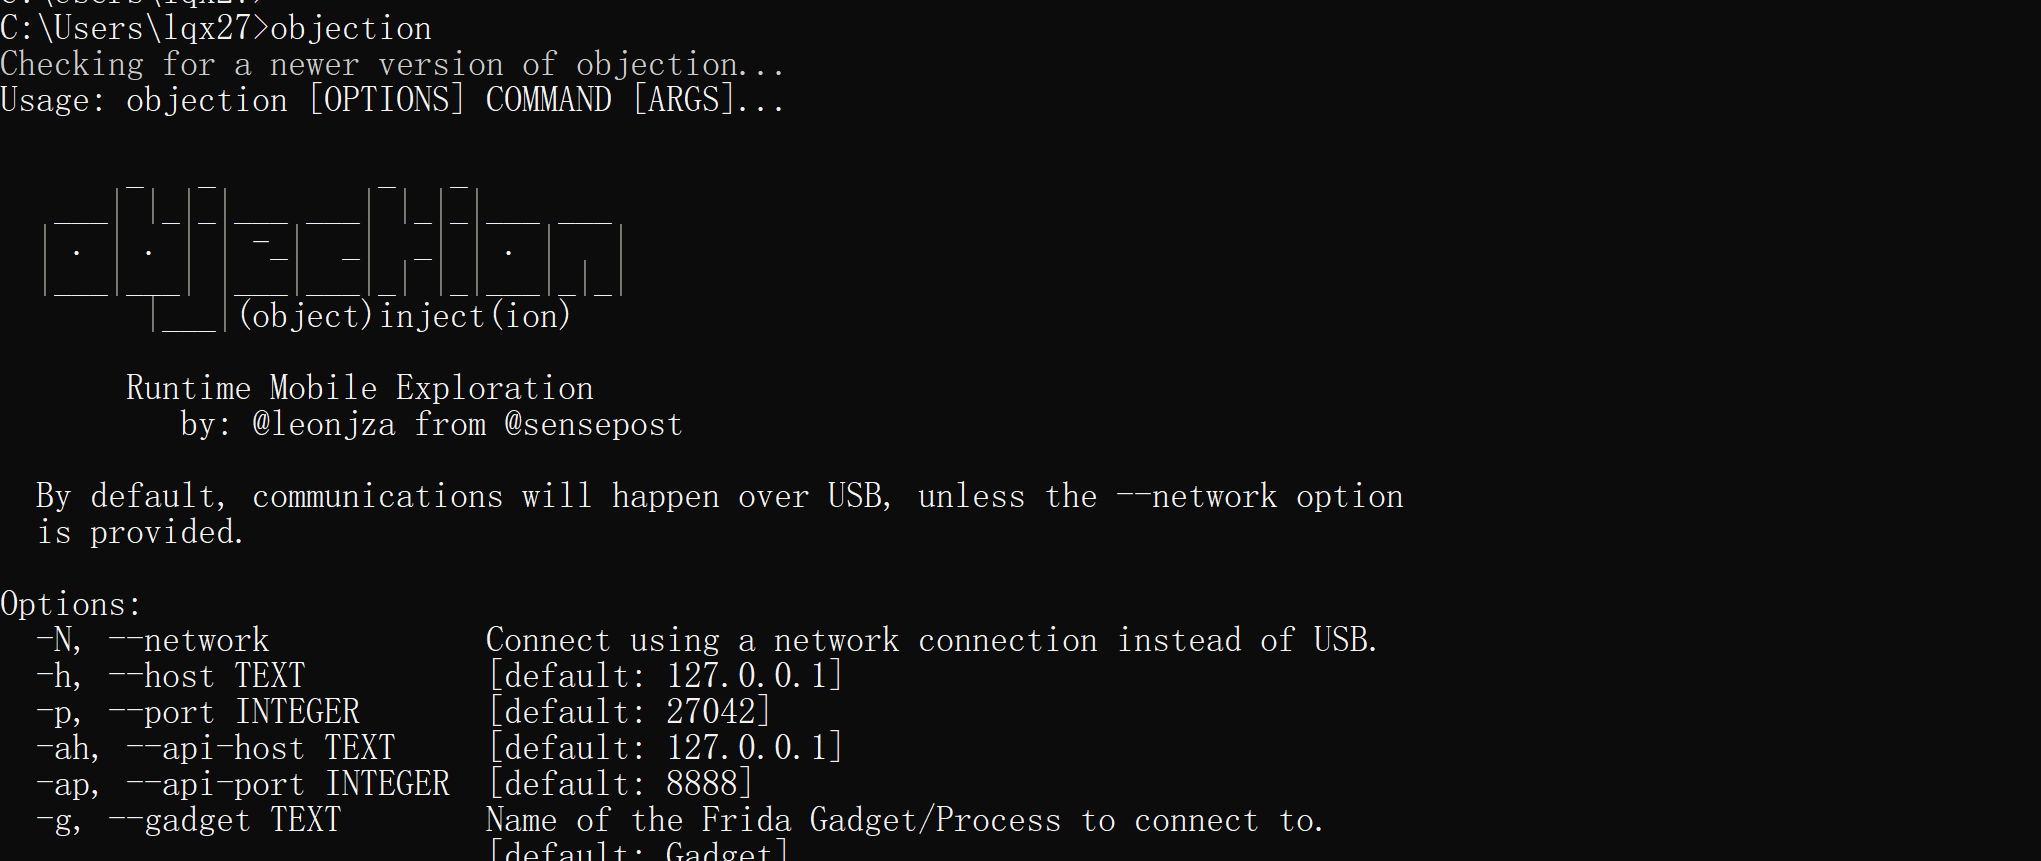 C:\Users\lqx27>objection
Checking for a newer version of objection...
Usage: objection [OPTIONS] COMMAND [ARGS]...
(object)inject(ion)
Runtime Mobile Exploration
by: @leonjza from @sensepost
By default, communications will happen over USB, unless the --network option
is provided.
Options:
-N, --network Connect using a network connection instead of USB.
-h, --host TEXT [default: 127.0.0.1]
-p, --port INTEGER [default: 27042]
-ah, --api-host TEXT [default: 127.0.0.1]
-ap, --api-port INTEGER [default: 8888]
-g, --gadget TEXT Name of the Frida Gadget/Process to connect to.
[default: Gadget]